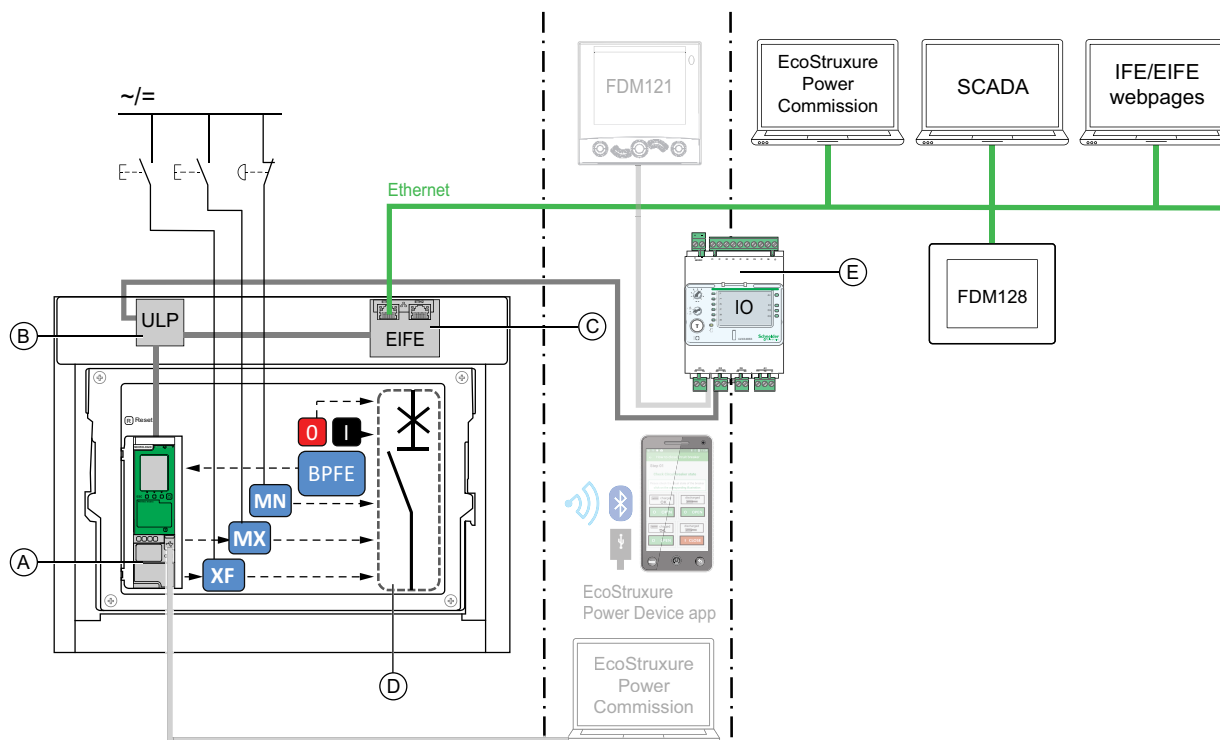 FDM121
EcoStruxure
Power
Commission
SCADA
IFE/EIFE
webpages
~/=
Ethernet
E
IO
Schneider
FDM128
B
ULP
C
EIFE
R Reset
0
I
BPFE
MN
MX
A
XF
EcoStruxure
Power Device app
D
EcoStruxure
Power
Commission